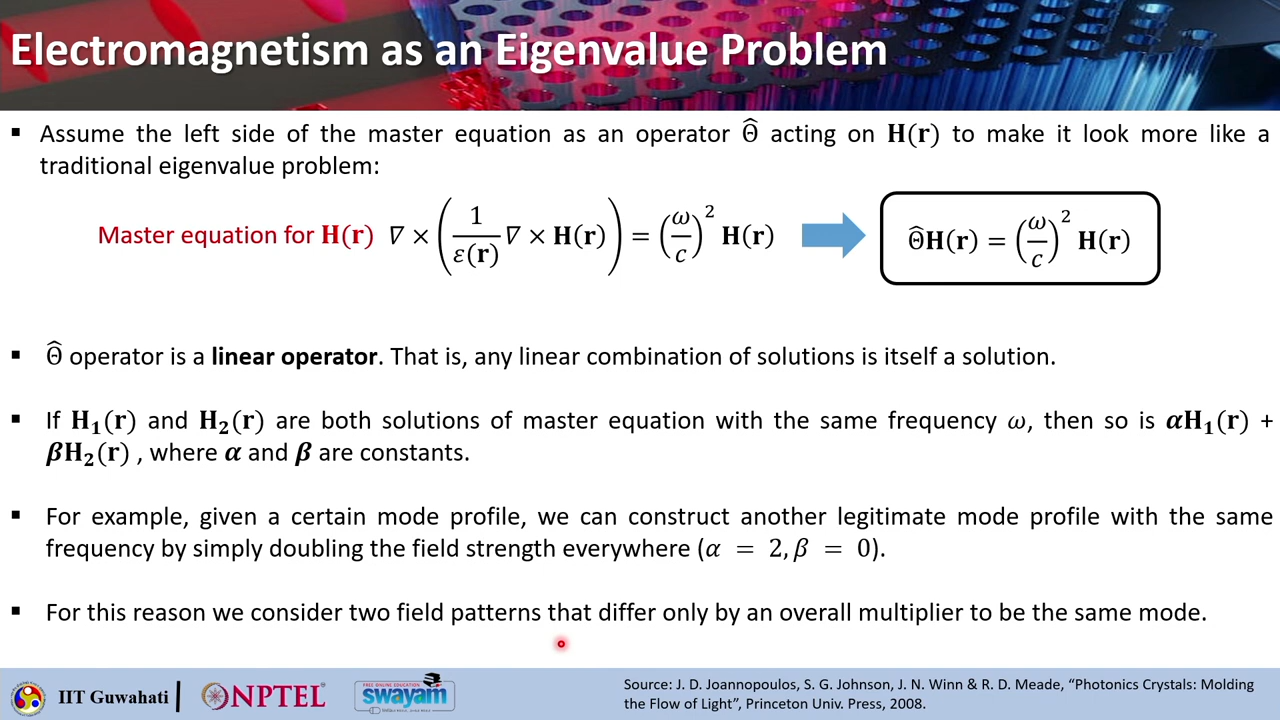 Electromagnetism as an Eigenvalue Problem
▪ Assume the left side of the master equation as an operator Θ̂ acting on H(r) to make it look more like a
traditional eigenvalue problem:
Master equation for H(r) ∇ × (1/ε(r) ∇ × H(r)) = (ω/c)² H(r)
Θ̂H(r) = (ω/c)² H(r)
▪ Θ̂ operator is a linear operator. That is, any linear combination of solutions is itself a solution.
▪ If H₁(r) and H₂(r) are both solutions of master equation with the same frequency ω, then so is αH₁(r) +
βH₂(r) , where α and β are constants.
▪ For example, given a certain mode profile, we can construct another legitimate mode profile with the same
frequency by simply doubling the field strength everywhere (α = 2, β = 0).
▪ For this reason we consider two field patterns that differ only by an overall multiplier to be the same mode.
IIT Guwahati
NPTEL
FREE ONLINE EDUCATION
swayam
Source: J. D. Joannopoulos, S. G. Johnson, J. N. Winn & R. D. Meade, “Photonics Crystals: Molding
the Flow of Light”, Princeton Univ. Press, 2008.